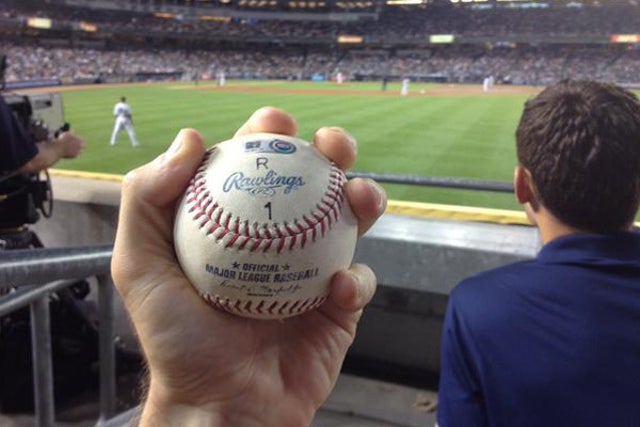 R
Rawlings
1
★ OFFICIAL ★
MAJOR LEAGUE BASEBALL